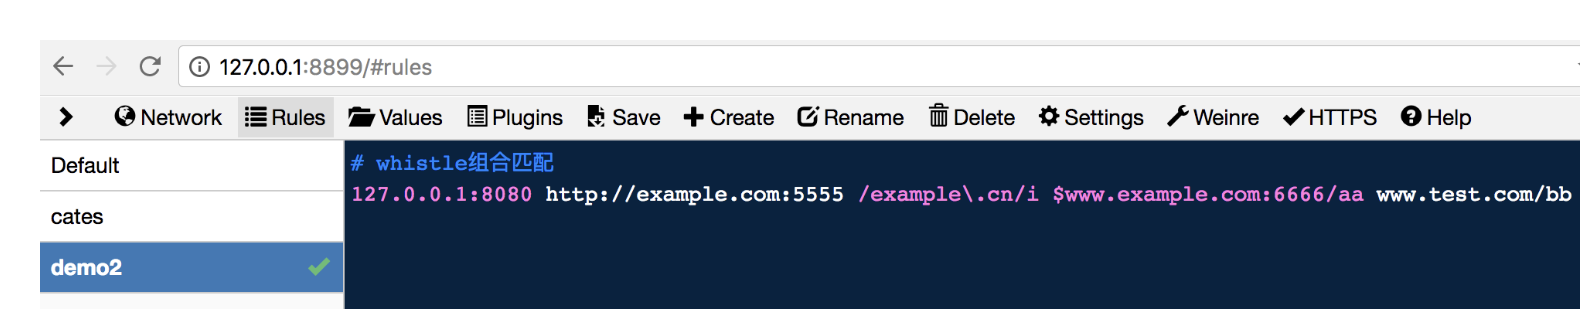 127.0.0.1:8899/#rules
Network Rules Values Plugins Save Create Rename Delete Settings Weinre HTTPS Help
Default
cates
demo2
# whistle组合匹配
127.0.0.1:8080 http://example.com:5555 /example\.cn/i $www.example.com:6666/aa www.test.com/bb